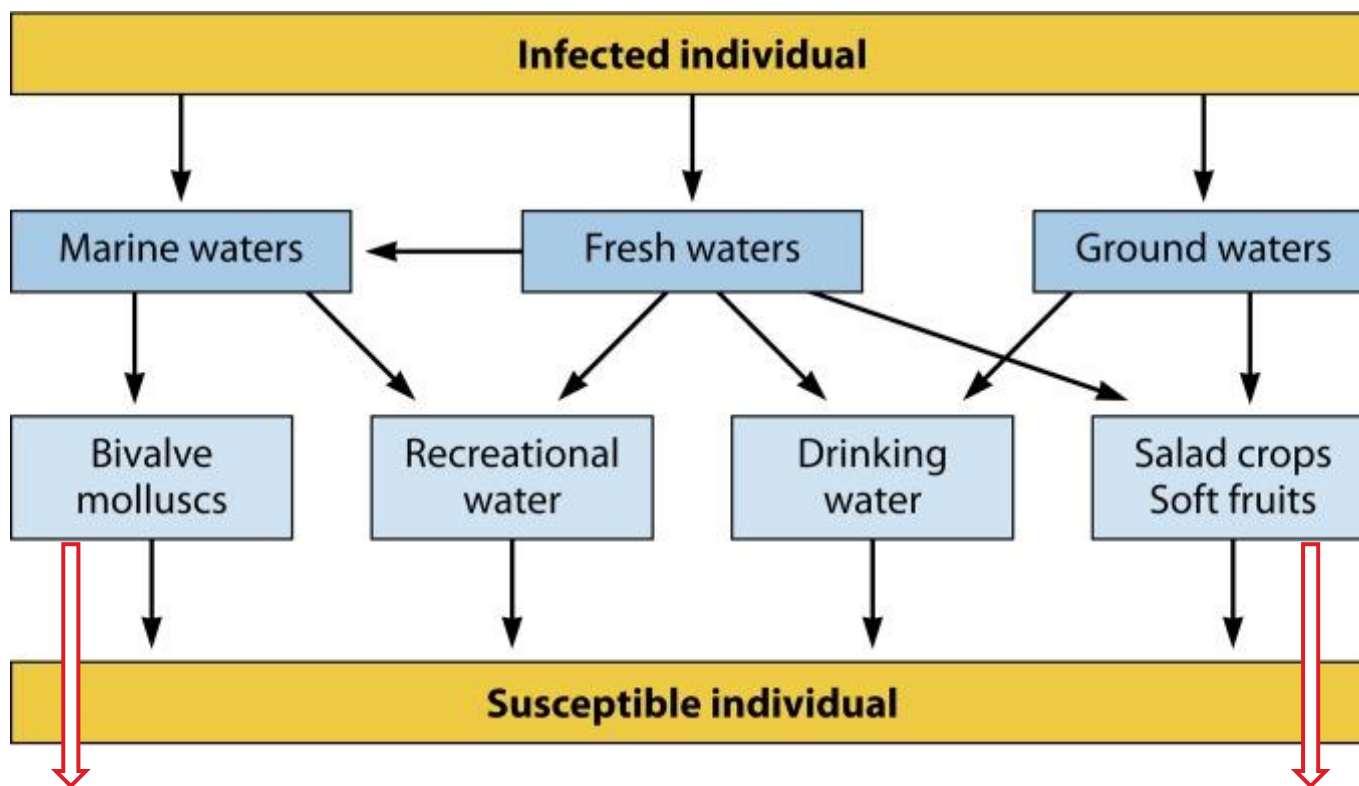 Infected individual
Marine waters
Fresh waters
Ground waters
Bivalve
molluscs
Recreational
water
Drinking
water
Salad crops
Soft fruits
Susceptible individual